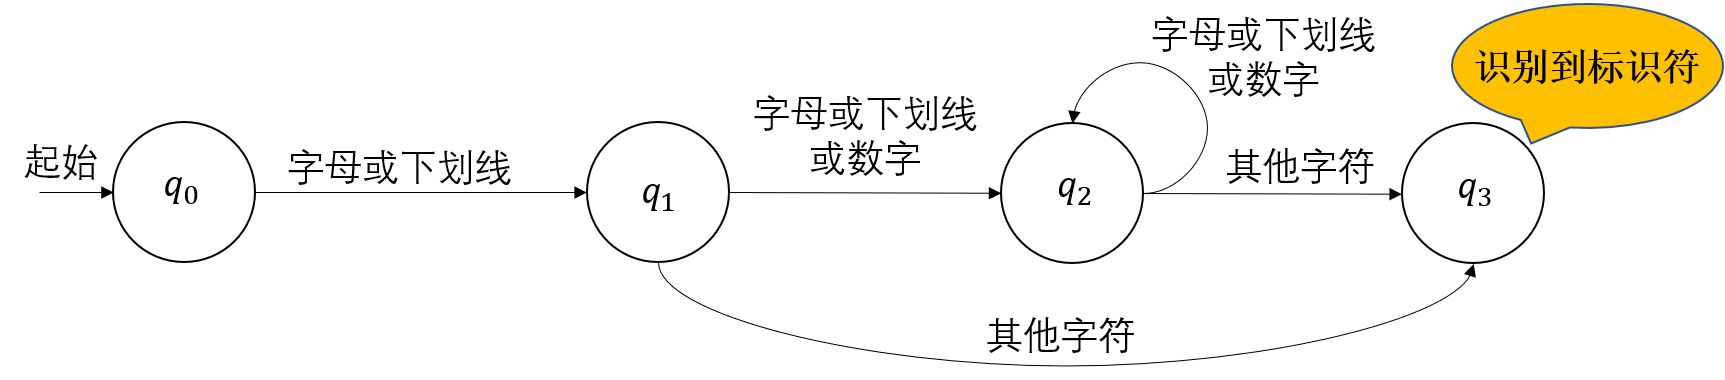 起始
q₀
字母或下划线
q₁
字母或下划线
或数字
q₂
字母或下划线
或数字
其他字符
q₃
识别到标识符
其他字符